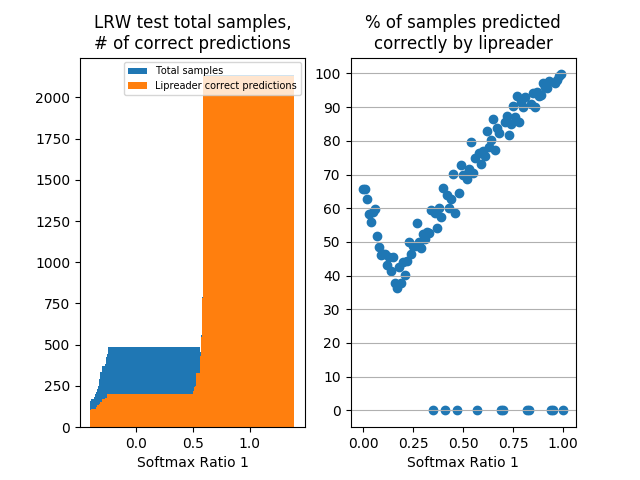 LRW test total samples,
# of correct predictions
Total samples
Lipreader correct predictions
2000
1750
1500
1250
1000
750
500
250
0
0.0 0.5 1.0
Softmax Ratio 1
% of samples predicted
correctly by lipreader
100
90
80
70
60
50
40
30
20
10
0
0.00 0.25 0.50 0.75 1.00
Softmax Ratio 1